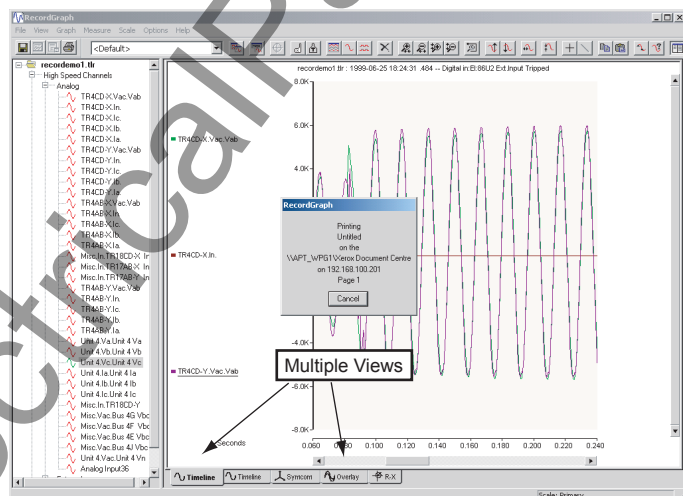 RecordGraph
File View Graph Measure Scale Options Help
<Default>
recordemo1.tlr
High Speed Channels
Analog
TR4CD-X.Vac.Vab
TR4CD-X.In.
TR4CD-X.Ic.
TR4CD-X.Ib.
TR4CD-X.Ia.
TR4CD-Y.Vac.Vab
TR4CD-Y.In.
TR4CD-Y.Ic.
TR4CD-Y.Ib.
TR4CD-Y.Ia.
TR4AB-X.Vac.Vab
TR4AB-X.In.
TR4AB-X.Ic.
TR4AB-X.Ib.
TR4AB-X.Ia.
Misc.In.TR18CD-X In
Misc.In.TR17AB-X In
Misc.In.TR17AB-Y In
TR4AB-Y.Vac.Vab
TR4AB-Y.In.
TR4AB-Y.Ic.
TR4AB-Y.Ib.
TR4AB-Y.Ia.
Unit 4.Va.Unit 4 Va
Unit 4.Vb.Unit 4 Vb
Unit 4.Vc.Unit 4 Vc
Unit 4.Ia.Unit 4 Ia
Unit 4.Ib.Unit 4 Ib
Unit 4.Ic.Unit 4 Ic
Misc.In.TR18CD-Y
Misc.Vac.Bus 4G Vbc
Misc.Vac.Bus 4F Vbc
Misc.Vac.Bus 4E Vbc
Misc.Vac.Bus 4J Vbc
Unit 4.Vac.Unit 4 Vn
Analog Input36
recordemo1.tlr : 1999-06-25 18:24:31 .484 -- Digital in:EI:86U2 Ext.Input Tripped
8.0K
6.0K
TR4CD-X.Vac.Vab
4.0K
TR4CD-X.In.
-4.0K
TR4CD-Y.Vac.Vab
-6.0K
-8.0K
Seconds
0.060 0.080 0.100 0.120 0.140 0.160 0.180 0.200 0.220 0.240
RecordGraph
Printing
Untitled
on the
\\APT_WPG1\Xerox Document Centre
on 192.168.100.201
Page 1
Cancel
Multiple Views
Timeline Timeline Symcom Overlay R-X
Scale: Primary